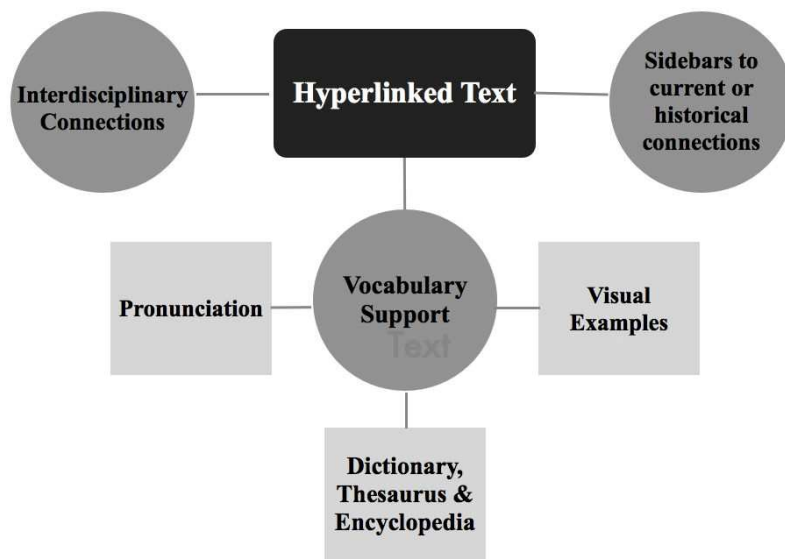 Interdisciplinary
Connections
Hyperlinked Text
Sidebars to
current or
historical
connections
Pronunciation
Vocabulary
Support
Text
Visual
Examples
Dictionary,
Thesaurus &
Encyclopedia